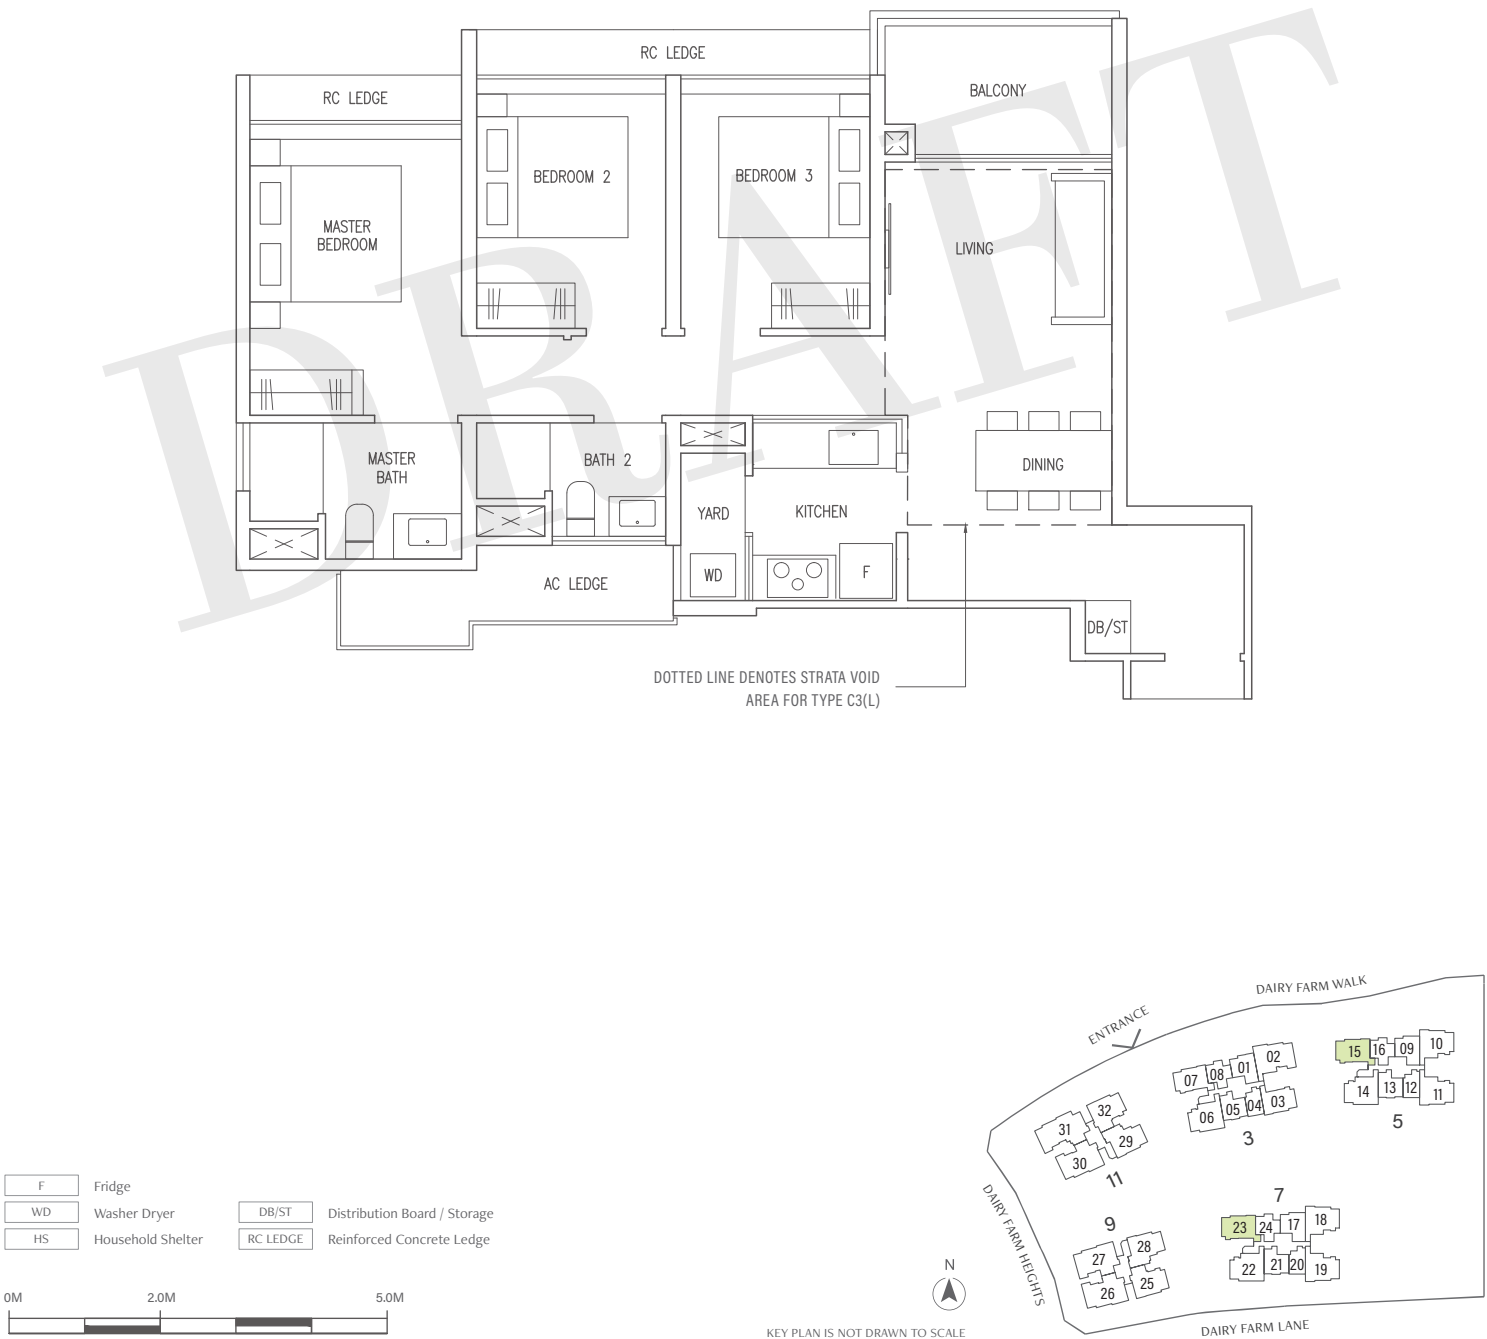 RC LEDGE
RC LEDGE
BALCONY
BEDROOM 2
BEDROOM 3
MASTER
BEDROOM
LIVING
DRAFT
MASTER
BATH
BATH 2
DINING
YARD
KITCHEN
WD
F
AC LEDGE
DB/ST
DOTTED LINE DENOTES STRATA VOID
AREA FOR TYPE C3(L)
F Fridge
WD Washer Dryer
DB/ST Distribution Board / Storage
HS Household Shelter
RC LEDGE Reinforced Concrete Ledge
0M 2.0M 5.0M
N
KEY PLAN IS NOT DRAWN TO SCALE
DAIRY FARM WALK
ENTRANCE
DAIRY FARM HEIGHTS
DAIRY FARM LANE
15 16 09 10
14 13 12 11
5
07 08 01 02
06 05 04 03
3
31 32
30 29
11
7
23 24 17 18
22 21 20 19
9
27 28
26 25